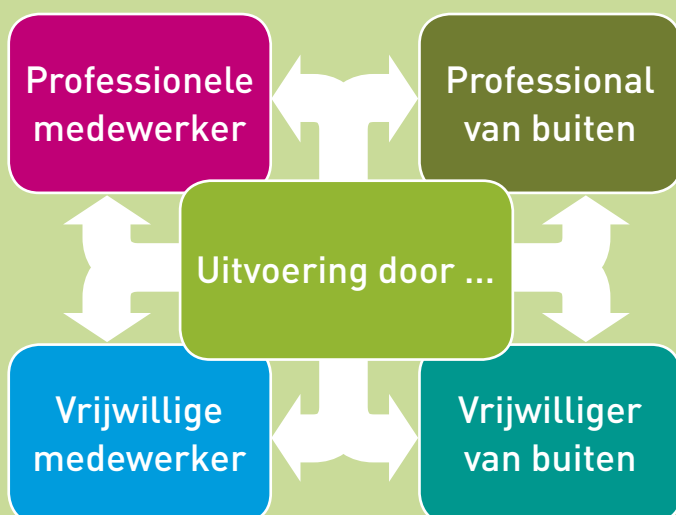 Professionele
medewerker
Professional
van buiten
Uitvoering door ...
Vrijwillige
medewerker
Vrijwilliger
van buiten